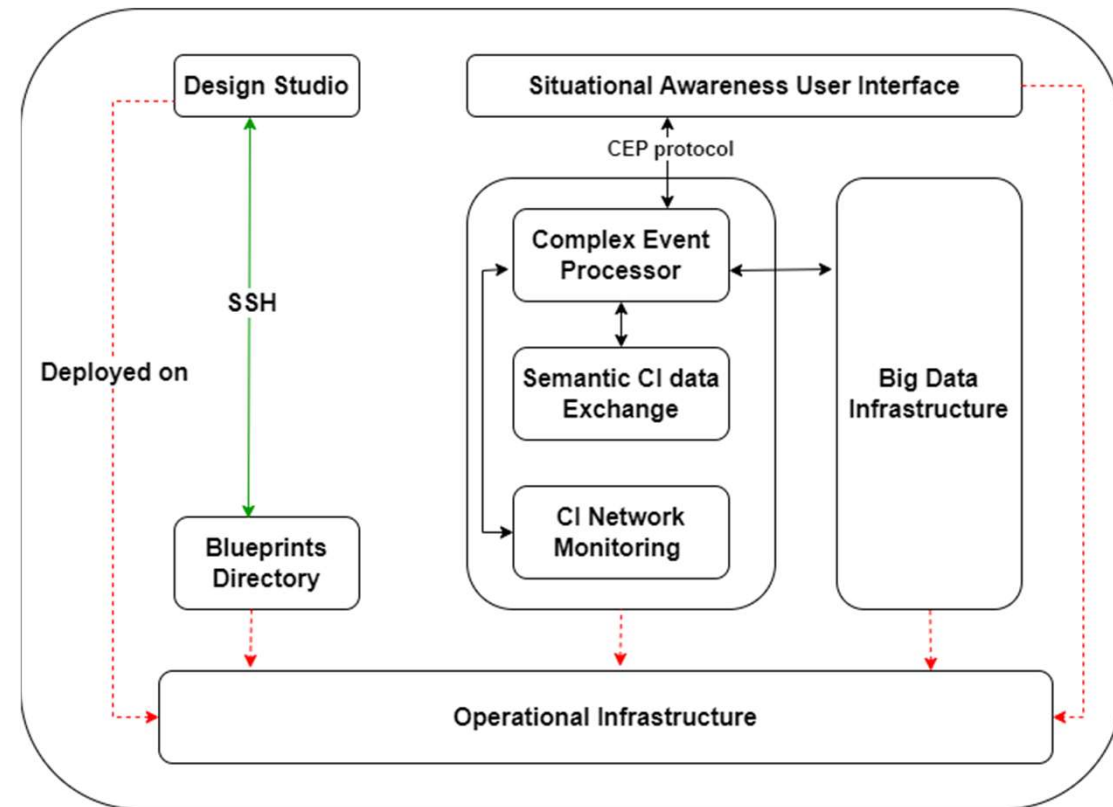 Design Studio
Situational Awareness User Interface
CEP protocol
Complex Event
Processor
SSH
Deployed on
Semantic CI data
Exchange
Big Data
Infrastructure
CI Network
Monitoring
Blueprints
Directory
Operational Infrastructure